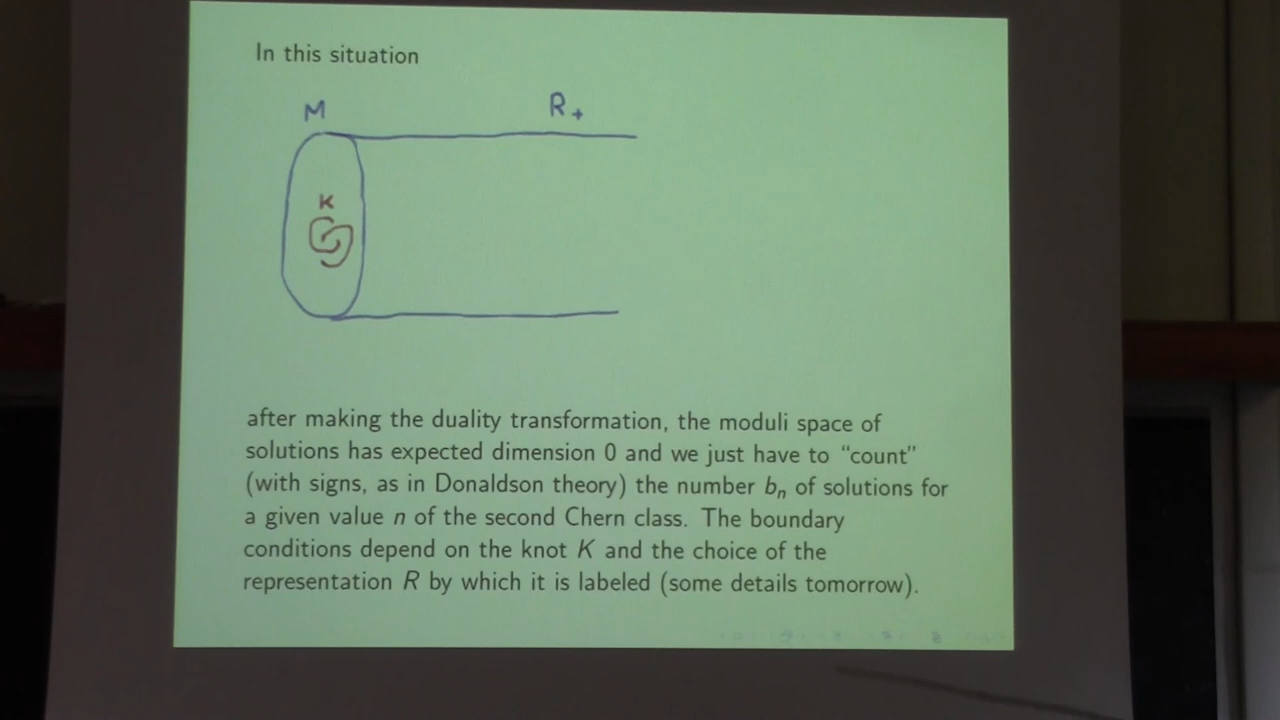 In this situation
M
R+
K
after making the duality transformation, the moduli space of
solutions has expected dimension 0 and we just have to “count”
(with signs, as in Donaldson theory) the number bn of solutions for
a given value n of the second Chern class. The boundary
conditions depend on the knot K and the choice of the
representation R by which it is labeled (some details tomorrow).